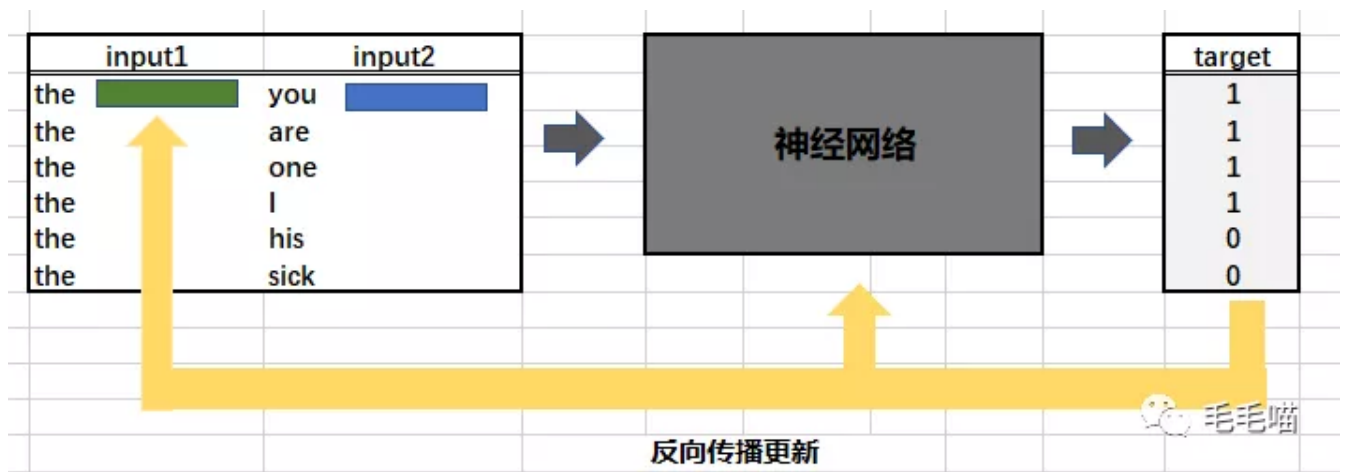 input1 input2 target
the you 1
the are 1
the one 1
the I 1
the his 0
the sick 0
神经网络
反向传播更新
毛毛喵